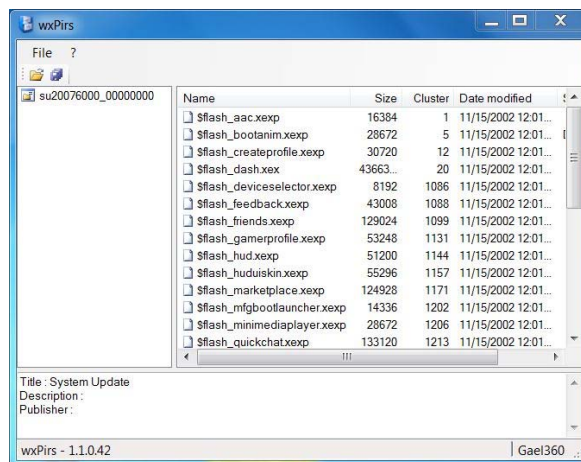 wxPirs
File ?
su20076000_00000000
Name Size Cluster Date modified
$flash_aac.xexp 16384 1 11/15/2002 12:01...
$flash_bootanim.xexp 28672 5 11/15/2002 12:01...
$flash_createprofile.xexp 30720 12 11/15/2002 12:01...
$flash_dash.xex 43663... 20 11/15/2002 12:01...
$flash_deviceselector.xexp 8192 1086 11/15/2002 12:01...
$flash_feedback.xexp 43008 1088 11/15/2002 12:01...
$flash_friends.xexp 129024 1099 11/15/2002 12:01...
$flash_gamerprofile.xexp 53248 1131 11/15/2002 12:01...
$flash_hud.xexp 51200 1144 11/15/2002 12:01...
$flash_huduiskin.xexp 55296 1157 11/15/2002 12:01...
$flash_marketplace.xexp 124928 1171 11/15/2002 12:01...
$flash_mfgbootlauncher.xexp 14336 1202 11/15/2002 12:01...
$flash_minimediaplayer.xexp 28672 1206 11/15/2002 12:01...
$flash_quickchat.xexp 133120 1213 11/15/2002 12:01...
Title : System Update
Description :
Publisher :
wxPirs - 1.1.0.42 Gael360